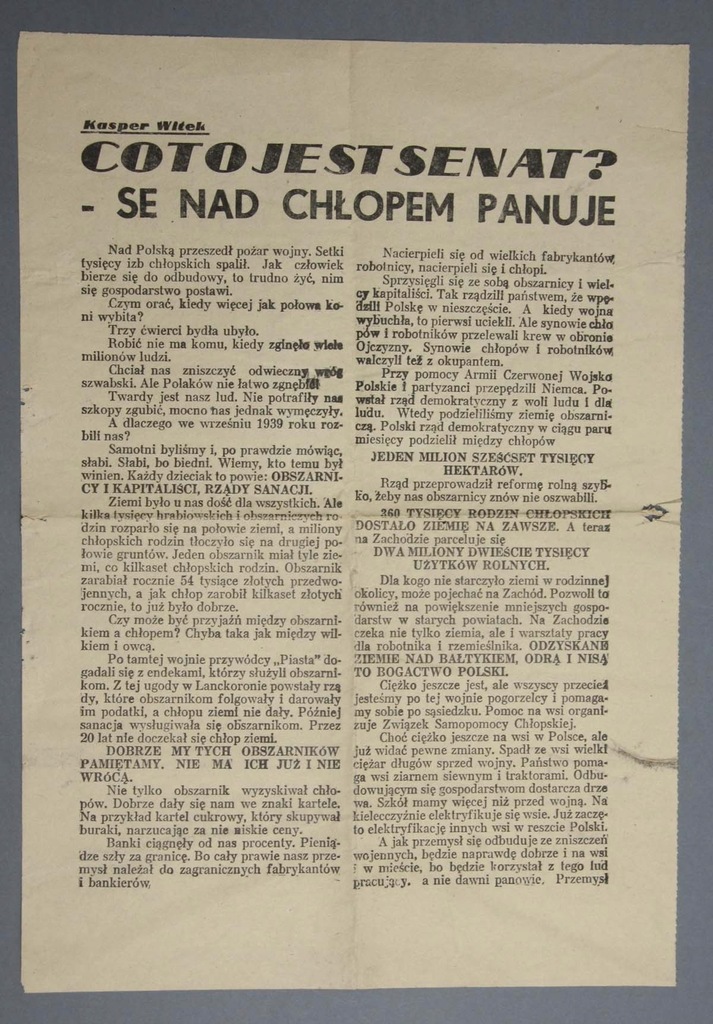 Kasper Witek
CO TO JEST SENAT?
- SE NAD CHŁOPEM PANUJE
Nad Polską przeszedł pożar wojny. Setki
tysięcy izb chłopskich spalił. Jak człowiek
bierze się do odbudowy, to trudno żyć, nim
się gospodarstwo postawi.
Czym orać, kiedy więcej jak połowa ko-
ni wybita?
Trzy ćwierci bydła ubyło.
Robić nie ma komu, kiedy zginęło wiele
milionów ludzi.
Chciał nas zniszczyć odwieczny wróg
szwabski. Ale Polaków nie łatwo zgnębił!
Twardy jest nasz lud. Nie potrafiły nas
szkopy zgubić, mocno nas jednak wymęczyły.
A dlaczego we wrześniu 1939 roku roz-
bili nas?
Samotni byliśmy i, po prawdzie mówiąc,
słabi. Słabi, bo biedni. Wiemy, kto temu był
winien. Każdy dzieciak to powie: OBSZARNI-
CY I KAPITALIŚCI, RZĄDY SANACJI.
Ziemi było u nas dość dla wszystkich. Ale
kilka tysięcy hrabiowskich i obszarniczych ro-
dzin rozparło się na połowie ziemi, a miliony
chłopskich rodzin tłoczyło się na drugiej po-
łowie gruntów. Jeden obszarnik miał tyle zie-
mi, co kilkaset chłopskich rodzin. Obszarnik
zarabiał rocznie 54 tysiące złotych przedwo-
jennych, a jak chłop zarobił kilkaset złotych
rocznie, to już było dobrze.
Czy może być przyjaźń między obszarni-
kiem a chłopem? Chyba taka jak między wil-
kiem i owcą.
Po tamtej wojnie przywódcy „Piasta" do-
gadali się z endekami, którzy służyli obszarni-
kom. Z tej ugody w Lanckoronie powstały rzą
dy, które obszarnikom folgowały i darowały
im podatki, a chłopu ziemi nie dały. Później
sanacja wysługiwała się obszarnikom. Przez
20 lat nie doczekał się chłop ziemi.
DOBRZE MY TYCH OBSZARNIKÓW
PAMIĘTAMY. NIE MA ICH JUŻ I NIE
WRÓCĄ.
Nie tylko obszarnik wyzyskiwał chło-
pów. Dobrze dały się nam we znaki kartele.
Na przykład kartel cukrowy, który skupywał
buraki, narzucając za nie niskie ceny.
Banki ciągnęły od nas procenty. Pienią-
dze szły za granicę. Bo cały prawie nasz prze-
mysł należał do zagranicznych fabrykantów
i bankierów.
Nacierpieli się od wielkich fabrykantów
robotnicy, nacierpieli się i chłopi.
Sprzysięgli się ze sobą obszarnicy i wiel-
cy kapitaliści. Tak rządzili państwem, że wpę-
dzili Polskę w nieszczęście. A kiedy wojna
wybuchła, to pierwsi uciekli. Ale synowie chło
pów i robotników przelewali krew w obronie
Ojczyzny. Synowie chłopów i robotników
walczyli też z okupantem.
Przy pomocy Armii Czerwonej Wojsko
Polskie i partyzanci przepędzili Niemca. Po-
wstał rząd demokratyczny z woli ludu i dla
ludu. Wtedy podzieliliśmy ziemię obszarni-
czą. Polski rząd demokratyczny w ciągu paru
miesięcy podzielił między chłopów
JEDEN MILION SZEŚĆSET TYSIĘCY
HEKTARÓW.
Rząd przeprowadził reformę rolną szyb-
ko, żeby nas obszarnicy znów nie oszwabili.
360 TYSIĘCY RODZIN CHŁOPSKICH
DOSTAŁO ZIEMIĘ NA ZAWSZE. A teraz
na Zachodzie parceluje się
DWA MILIONY DWIEŚCIE TYSIĘCY
UŻYTKÓW ROLNYCH.
Dla kogo nie starczyło ziemi w rodzinnej
okolicy, może pojechać na Zachód. Pozwoli to
również na powiększenie mniejszych gospo-
darstw w starych powiatach. Na Zachodzie
czeka nie tylko ziemia, ale i warsztaty pracy
dla robotnika i rzemieślnika. ODZYSKANE
ZIEMIE NAD BAŁTYKIEM, ODRĄ I NISĄ
TO BOGACTWO POLSKI.
Ciężko jeszcze jest, ale wszyscy przecież
jesteśmy po tej wojnie pogorzelcy i pomaga-
my sobie po sąsiedzku. Pomoc na wsi organi-
zuje Związek Samopomocy Chłopskiej.
Choć ciężko jeszcze na wsi w Polsce, ale
już widać pewne zmiany. Spadł ze wsi wielki
ciężar długów sprzed wojny. Państwo poma-
ga wsi ziarnem siewnym i traktorami. Odbu-
dowującym się gospodarstwom dostarcza drze
wa. Szkół mamy więcej niż przed wojną. Na
kielecczyźnie elektryfikuje się wsie. Już zaczę-
to elektryfikację innych wsi w reszcie Polski.
A jak przemysł się odbuduje ze zniszczeń
wojennych, będzie naprawdę dobrze i na wsi
i w mieście, bo będzie korzystał z tego lud
pracujący, a nie dawni panowie. Przemysł